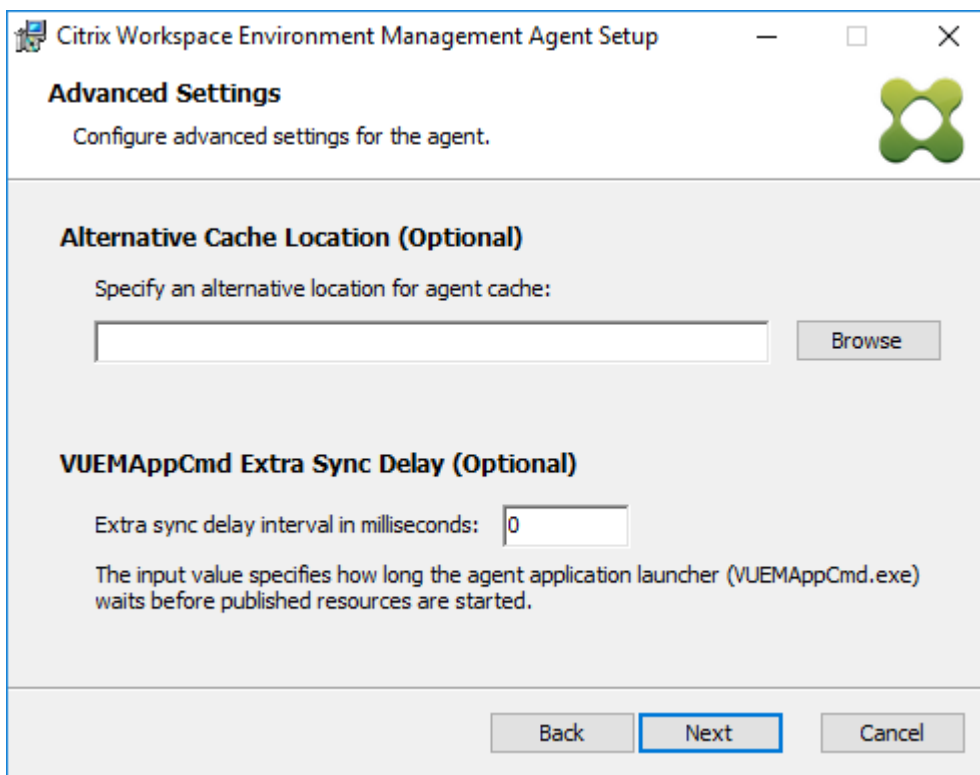 Citrix Workspace Environment Management Agent Setup
Advanced Settings
Configure advanced settings for the agent.
Alternative Cache Location (Optional)
Specify an alternative location for agent cache:
Browse
VUEMAppCmd Extra Sync Delay (Optional)
Extra sync delay interval in milliseconds: 0
The input value specifies how long the agent application launcher (VUEMAppCmd.exe)
waits before published resources are started.
Back Next Cancel